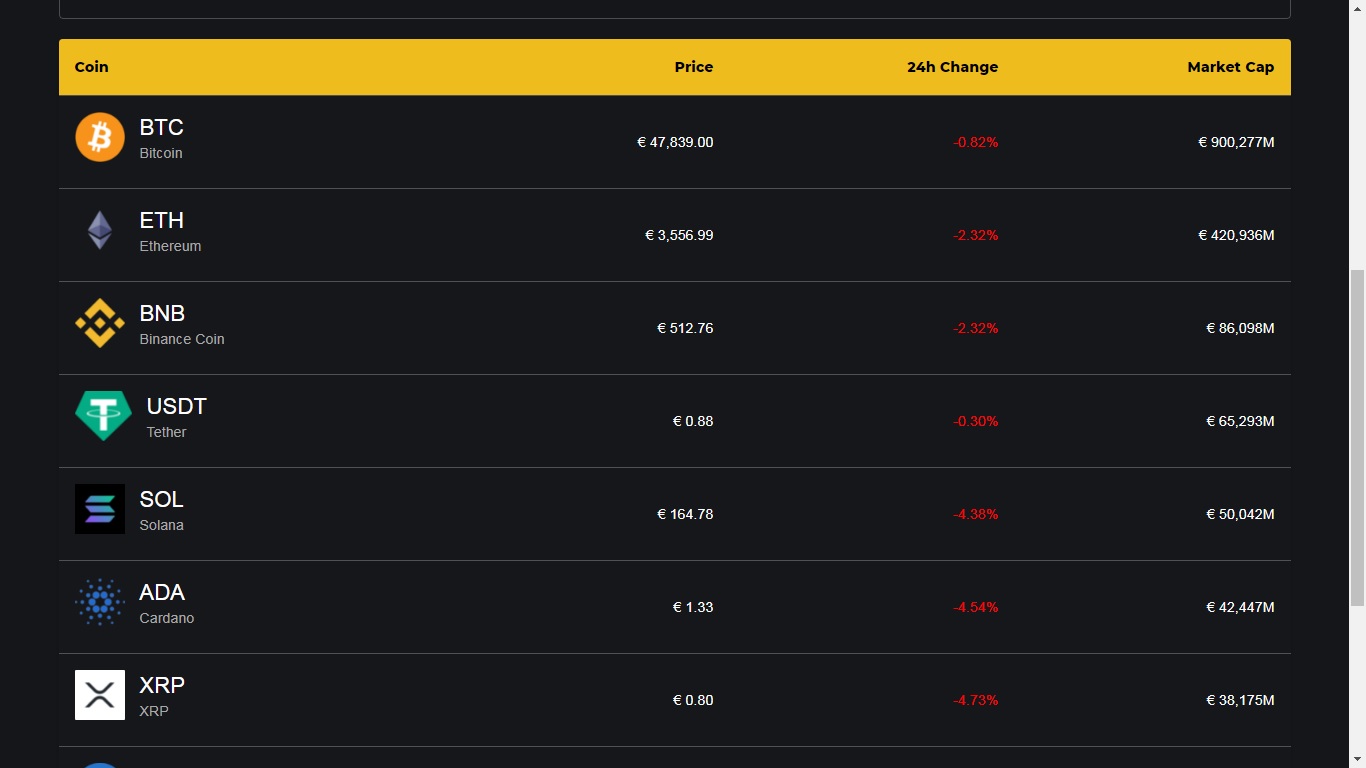 Coin Price 24h Change Market Cap
BTC
Bitcoin
€ 47,839.00 -0.82% € 900,277M
ETH
Ethereum
€ 3,556.99 -2.32% € 420,936M
BNB
Binance Coin
€ 512.76 -2.32% € 86,098M
USDT
Tether
€ 0.88 -0.30% € 65,293M
SOL
Solana
€ 164.78 -4.38% € 50,042M
ADA
Cardano
€ 1.33 -4.54% € 42,447M
XRP
XRP
€ 0.80 -4.73% € 38,175M